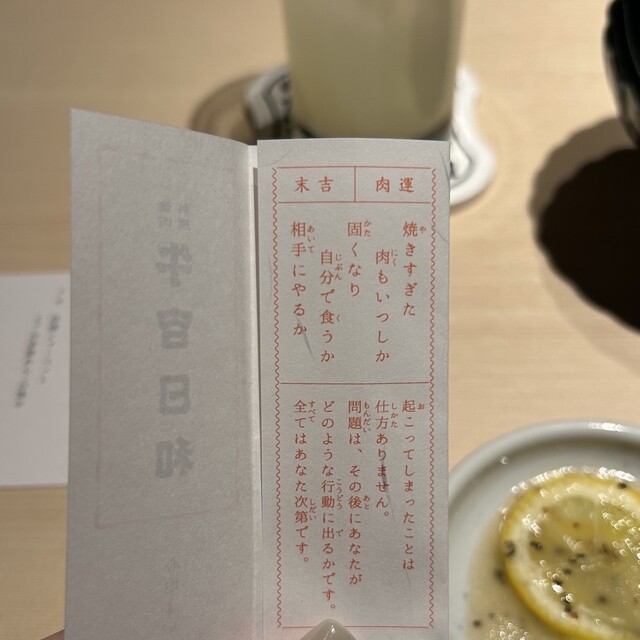 肉運
末吉
焼きすぎた
肉もいつしか
固くなり
自分で食うか
相手にやるか
起こってしまったことは
仕方ありません。
問題は、その後にあなたが
どのような行動に出るかです。
全てはあなた次第です。
牛宮日和